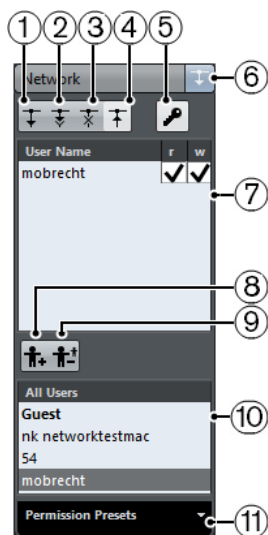 ① ② ③ ④ ⑤
Network
⑥
User Name r w
mobrecht
⑦
⑧
⑨
All Users
Guest
⑩
nk networktestmac
54
mobrecht
Permission Presets
⑪